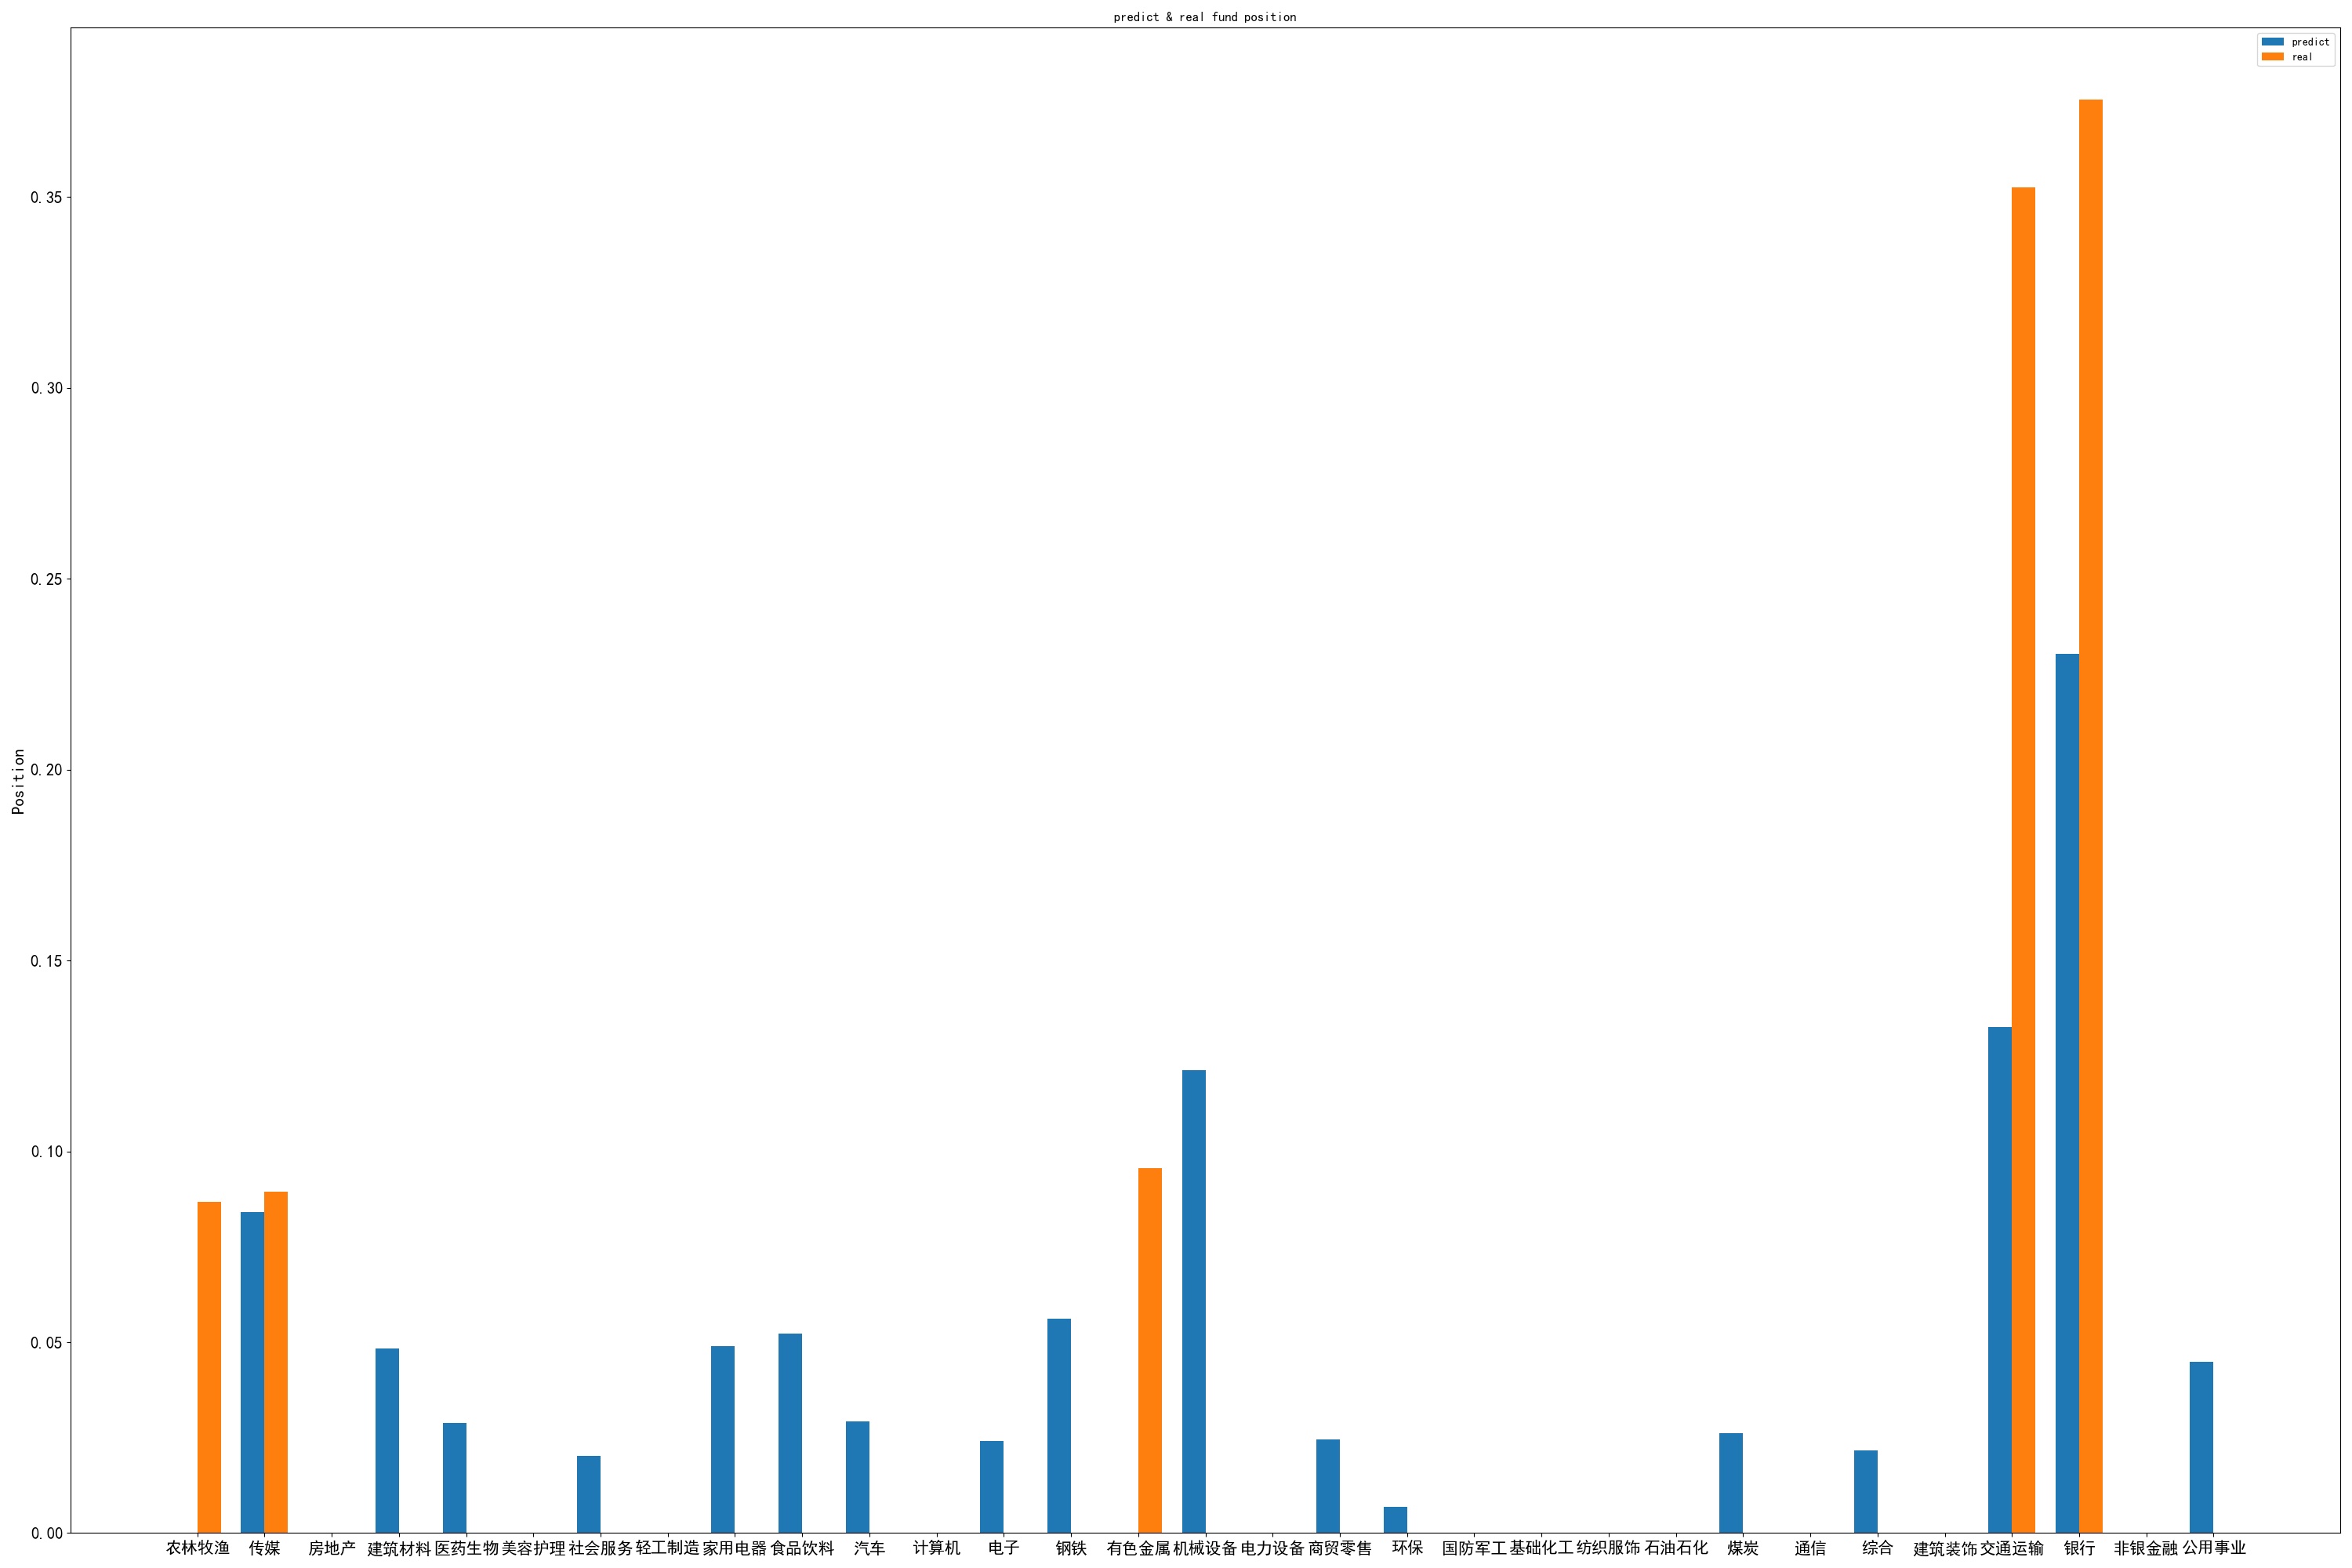 predict & real fund position
predict
real
Position
0.35
0.30
0.25
0.20
0.15
0.10
0.05
0.00
农林牧渔 传媒 房地产 建筑材料 医药生物 美容护理 社会服务 轻工制造 家用电器 食品饮料 汽车 计算机 电子 钢铁 有色金属 机械设备 电力设备 商贸零售 环保 国防军工 基础化工 纺织服饰 石油石化 煤炭 通信 综合 建筑装饰 交通运输 银行 非银金融 公用事业